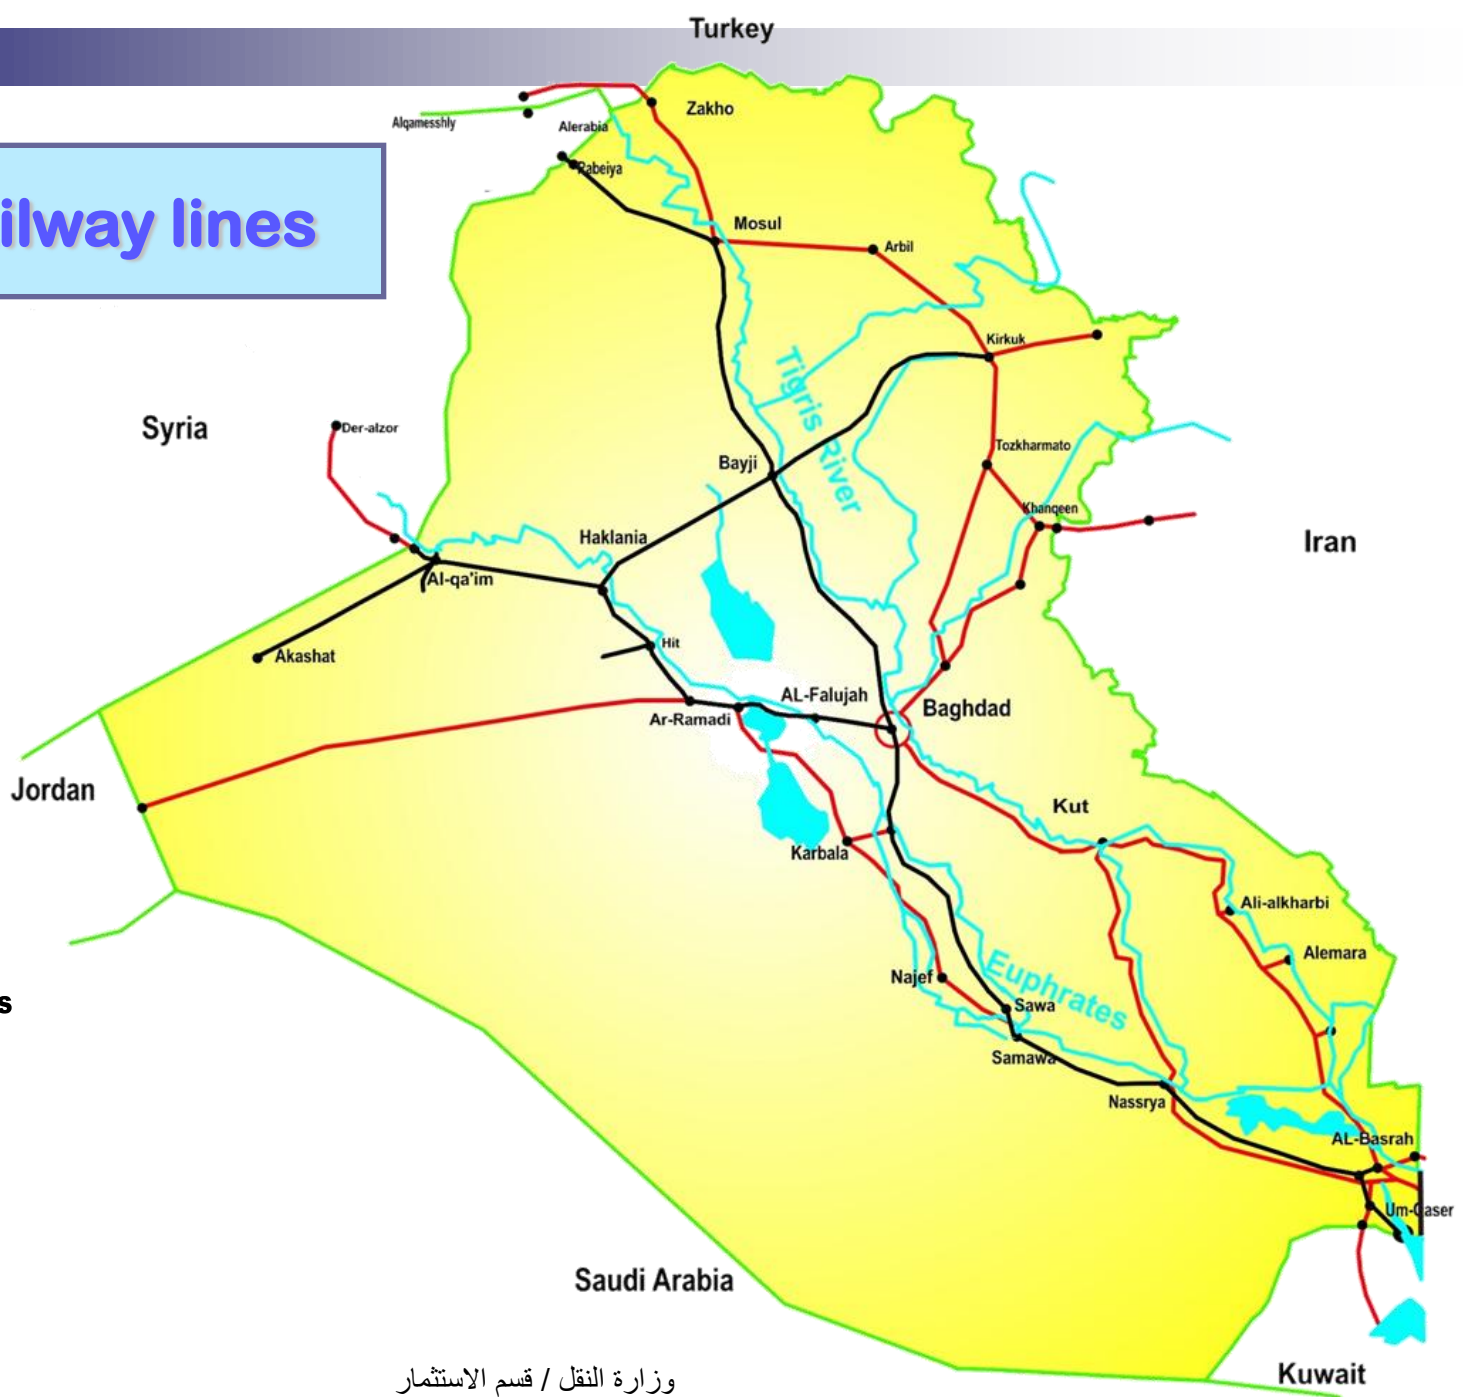 Turkey
Zakho
Alqamesshly
Alerabia
Rabeiya
ilway lines
Mosul
Arbil
Kirkuk
Tigris River
Syria
Der-alzor
Tozkharmato
Bayji
Khanqeen
Haklania
Iran
Al-qa'im
Hit
Akashat
AL-Falujah
Baghdad
Ar-Ramadi
Jordan
Kut
Karbala
Ali-alkharbi
Alemara
Najef
Euphrates
s
Sawa
Samawa
Nassrya
AL-Basrah
Um-Qaser
Saudi Arabia
Kuwait
وزارة النقل / قسم الاستثمار